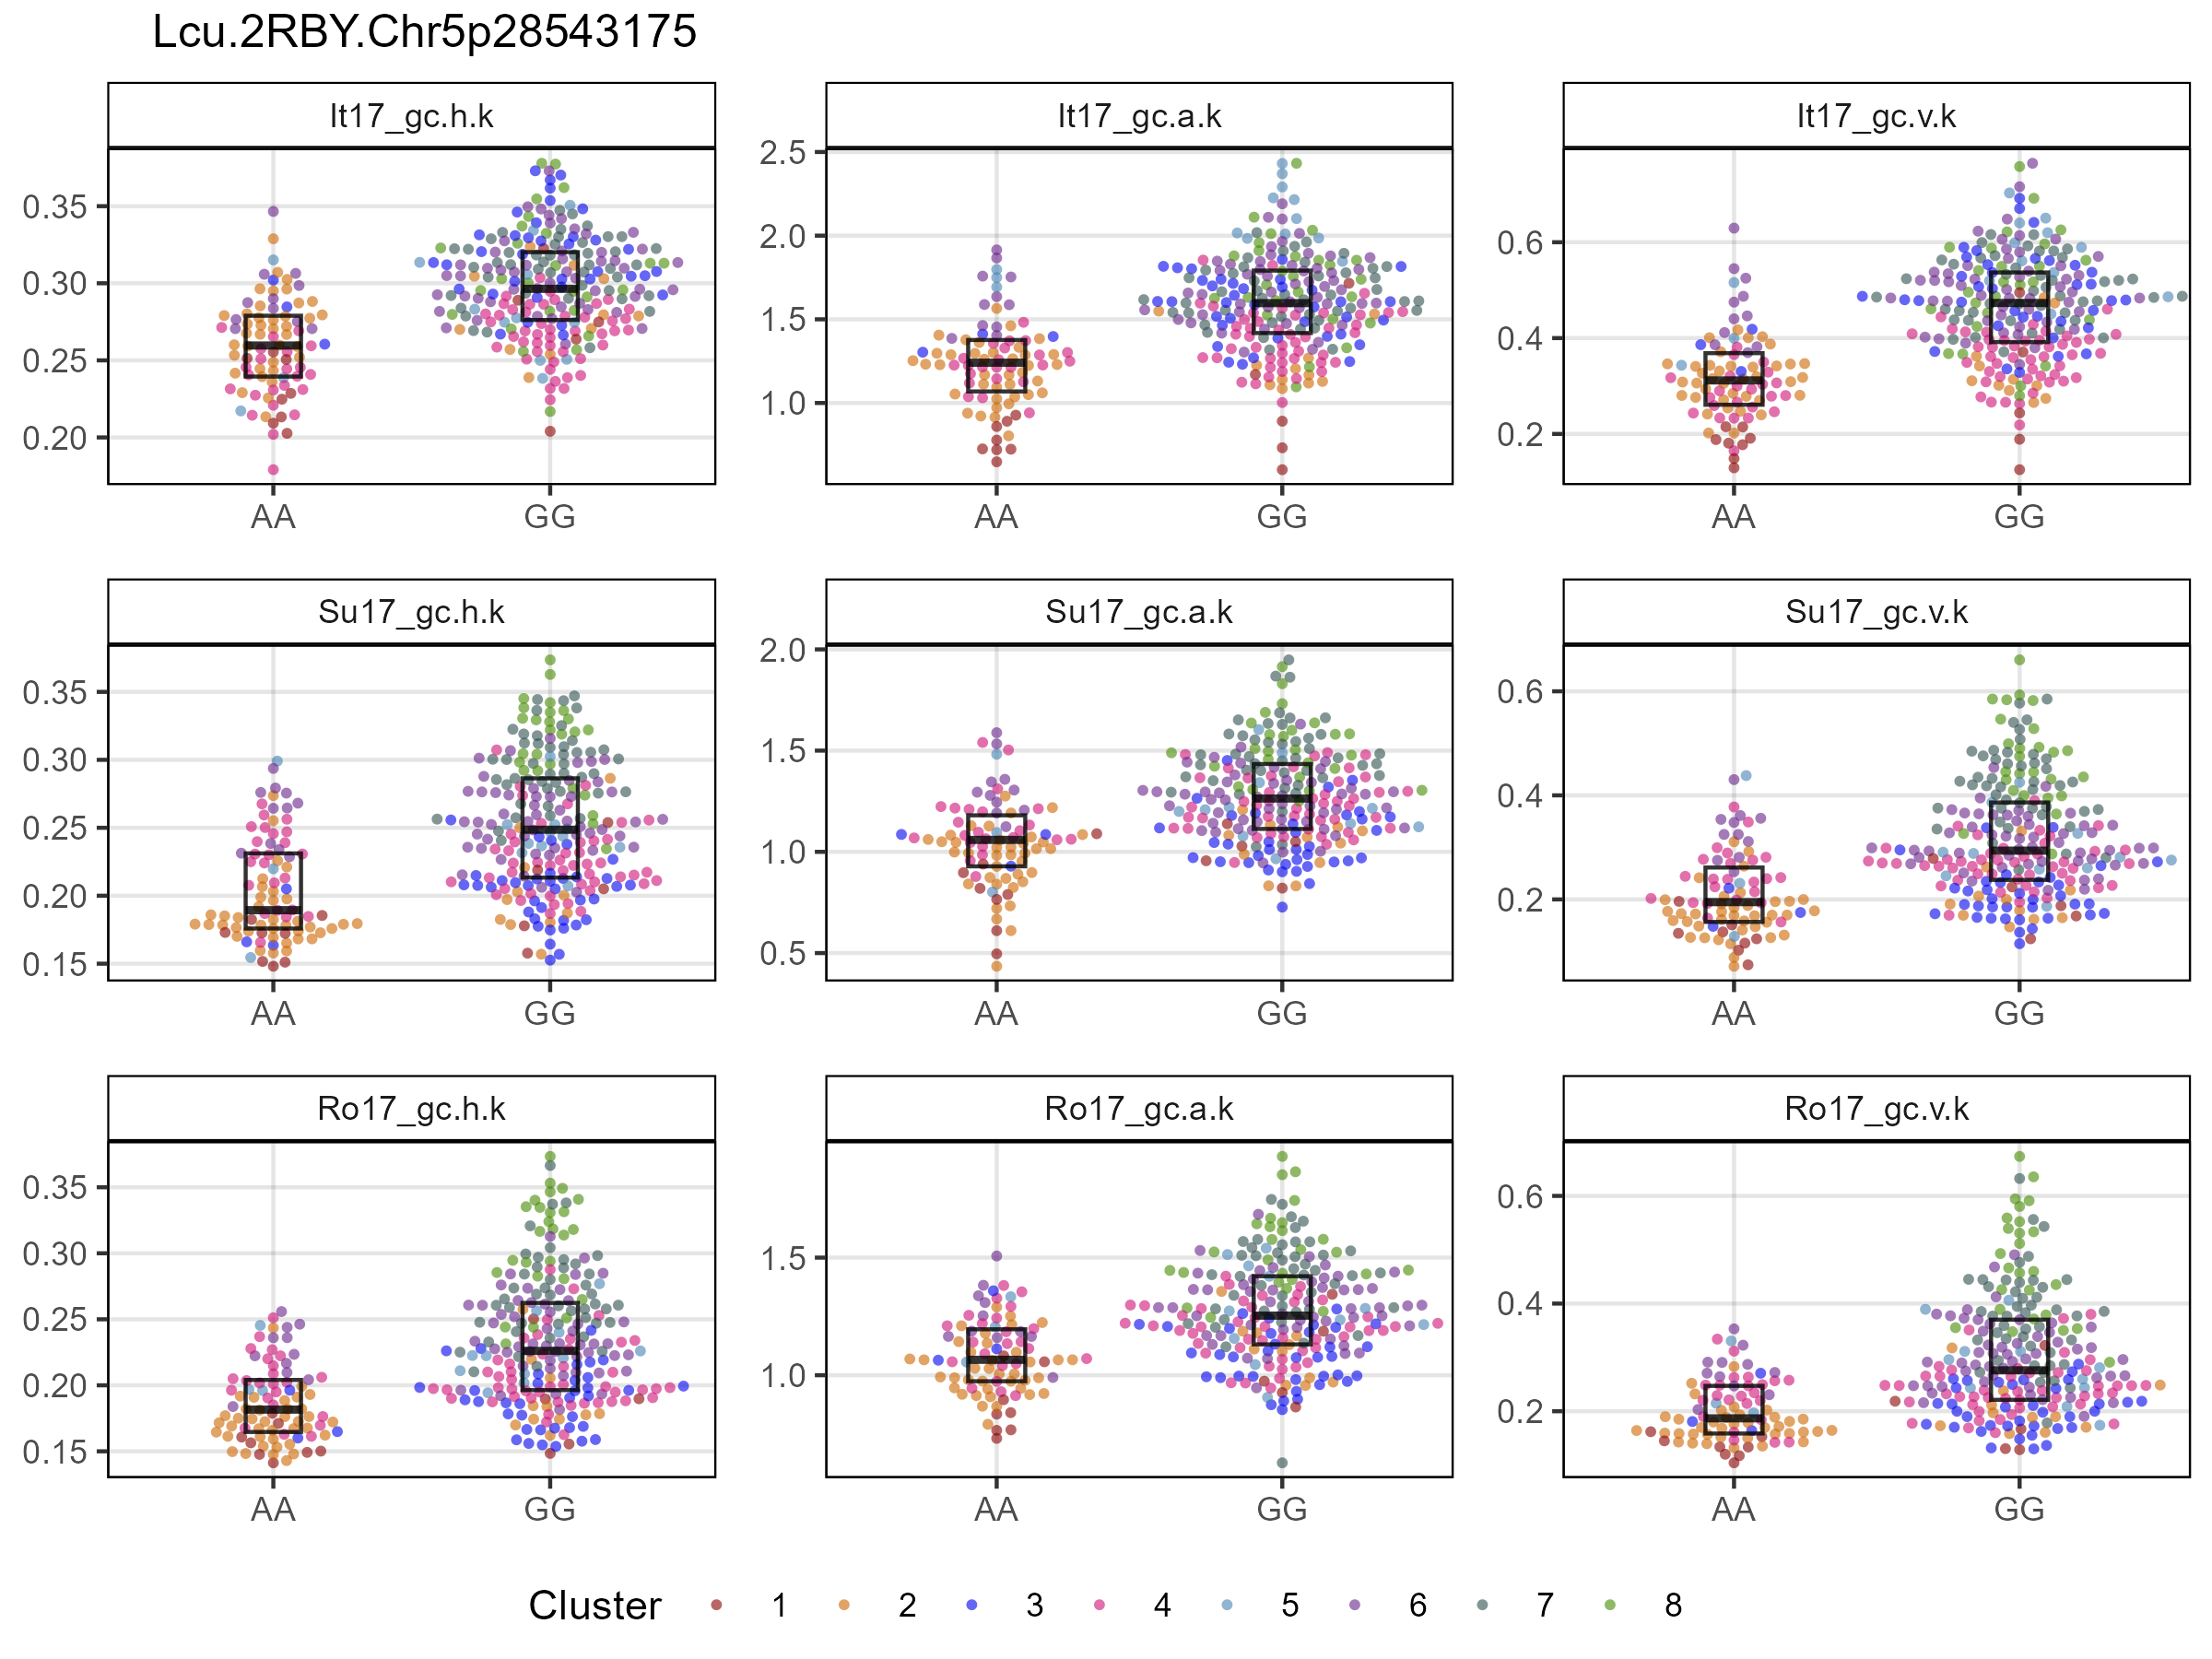 Lcu.2RBY.Chr5p28543175
It17_gc.h.k
It17_gc.a.k
It17_gc.v.k
0.35
0.30
0.25
0.20
AA
GG
2.5
2.0
1.5
1.0
AA
GG
0.6
0.4
0.2
AA
GG
Su17_gc.h.k
Su17_gc.a.k
Su17_gc.v.k
0.35
0.30
0.25
0.20
0.15
AA
GG
2.0
1.5
1.0
0.5
AA
GG
0.6
0.4
0.2
AA
GG
Ro17_gc.h.k
Ro17_gc.a.k
Ro17_gc.v.k
0.35
0.30
0.25
0.20
0.15
AA
GG
1.5
1.0
AA
GG
0.6
0.4
0.2
AA
GG
Cluster 1 2 3 4 5 6 7 8